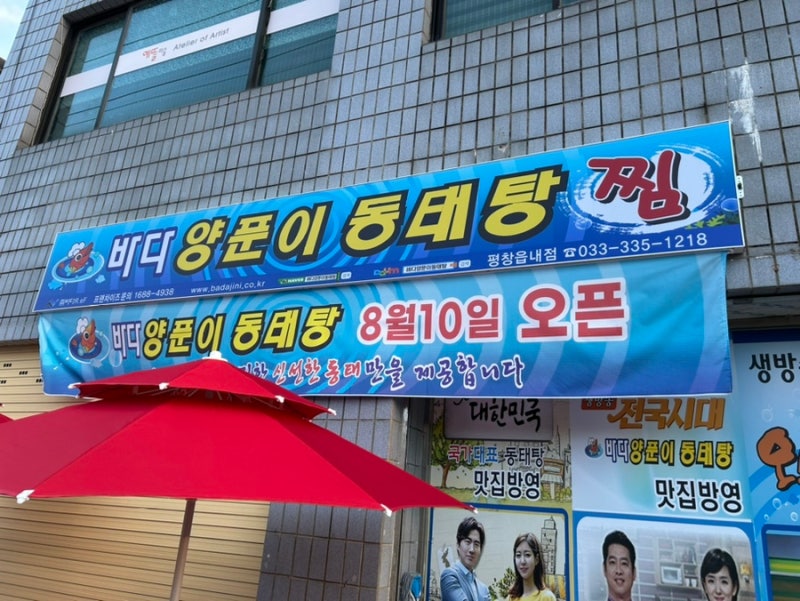 예뜰 Atelier of Artist
바다 양푼이 동태탕 찜
평창읍내점 ☎033-335-1218
www.badajini.co.kr
프랜차이즈문의 1688-4938
바다양푼이 동태탕 8월10일 오픈
신선한 동태만을 제공합니다
대한민국
국가대표 동태탕
맛집방영
전국시대
바다양푼이 동태탕
맛집방영
생방